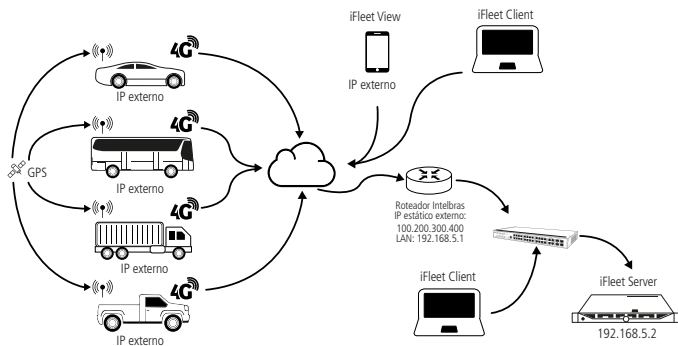 iFleet View
iFleet Client
4G
IP externo
IP externo
4G
IP externo
GPS
4G
IP externo
Roteador Intelbras
IP estático externo:
100.200.300.400
LAN: 192.168.5.1
4G
IP externo
iFleet Client
iFleet Server
192.168.5.2